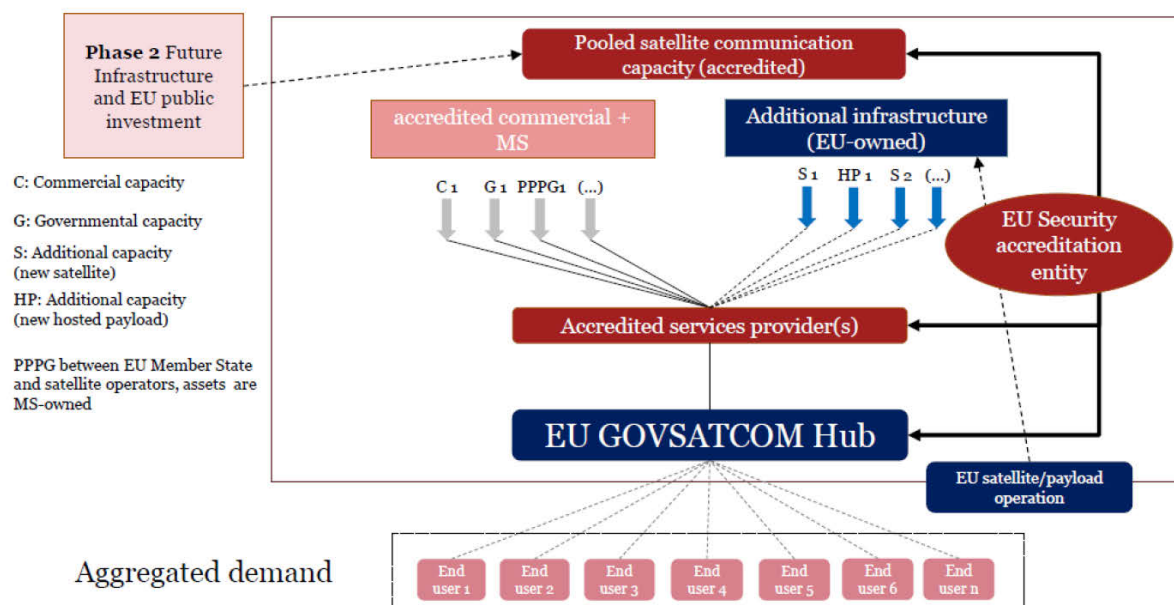 Phase 2 Future
Infrastructure
and EU public
investment
Pooled satellite communication
capacity (accredited)
accredited commercial +
MS
Additional infrastructure
(EU-owned)
C: Commercial capacity
G: Governmental capacity
S: Additional capacity
(new satellite)
HP: Additional capacity
(new hosted payload)
PPPG between EU Member State
and satellite operators, assets are
MS-owned
C 1 G 1 PPPG1 (...)
S 1 HP 1 S 2 (...)
EU Security
accreditation
entity
Accredited services provider(s)
EU GOVSATCOM Hub
EU satellite/payload
operation
Aggregated demand
End
user 1
End
user 2
End
user 3
End
user 4
End
user 5
End
user 6
End
user n